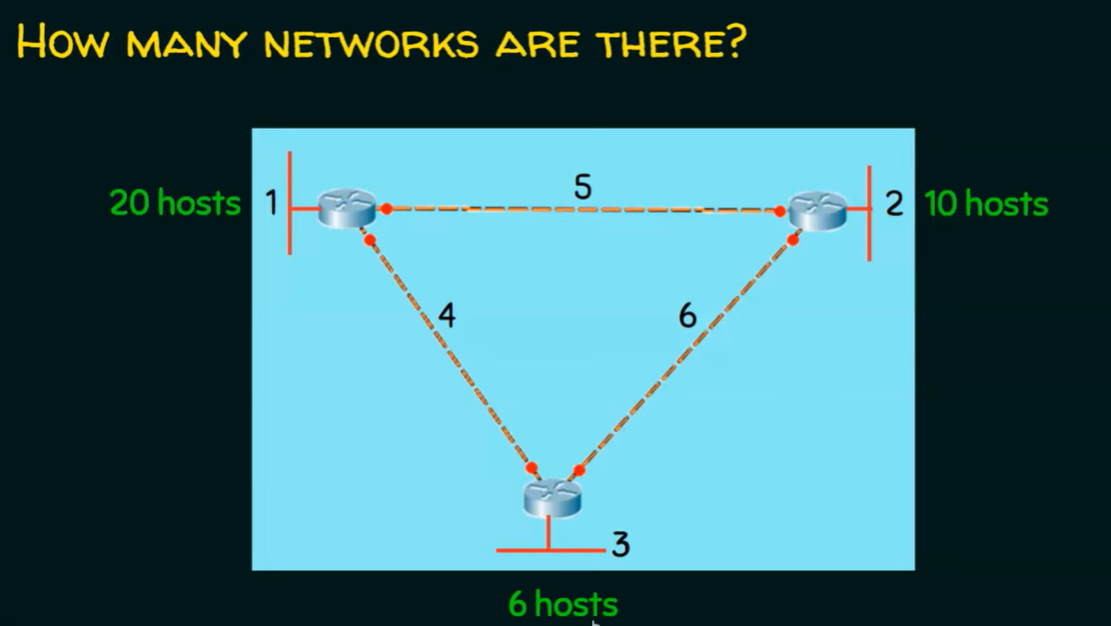 HOW MANY NETWORKS ARE THERE?
5
20 hosts 1
2 10 hosts
4
6
3
6 hosts